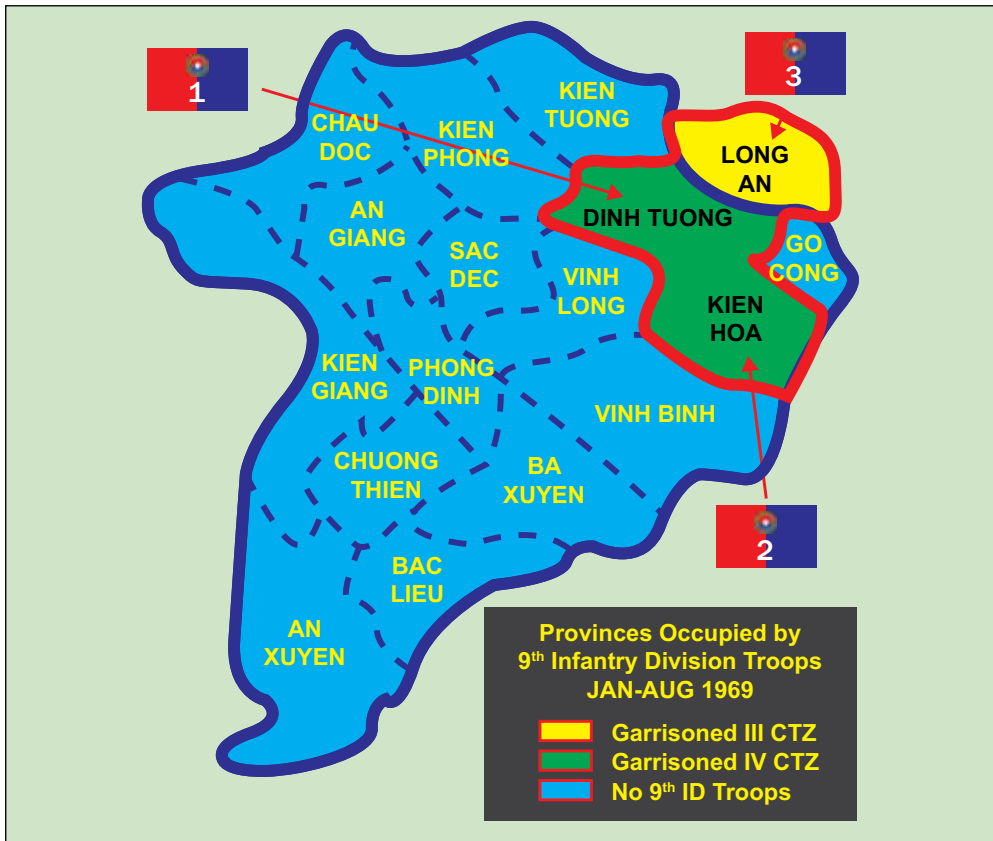 1
3
KIEN
TUONG
CHAU
DOC
KIEN
PHONG
LONG
AN
AN
GIANG
DINH TUONG
SAC
DEC
GO
CONG
VINH
LONG
KIEN
HOA
KIEN
GIANG
PHONG
DINH
VINH BINH
CHUONG
THIEN
BA
XUYEN
2
BAC
LIEU
AN
XUYEN
Provinces Occupied by
9th Infantry Division Troops
JAN-AUG 1969
Garrisoned III CTZ
Garrisoned IV CTZ
No 9th ID Troops